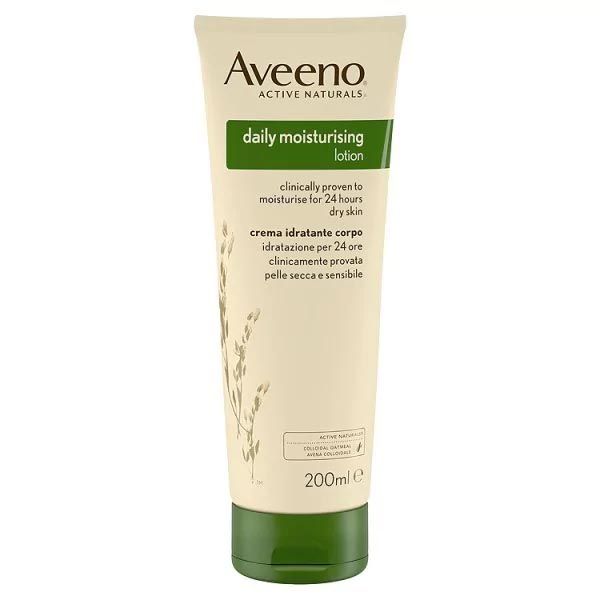 Aveeno®
ACTIVE NATURALS®
daily moisturising
lotion
clinically proven to
moisturise for 24 hours
dry skin
crema idratante corpo
idratazione per 24 ore
clinicamente provata
pelle secca e sensibile
ACTIVE NATURALS®
COLLOIDAL OATMEAL
AVENA COLLOIDALE
200ml ℮